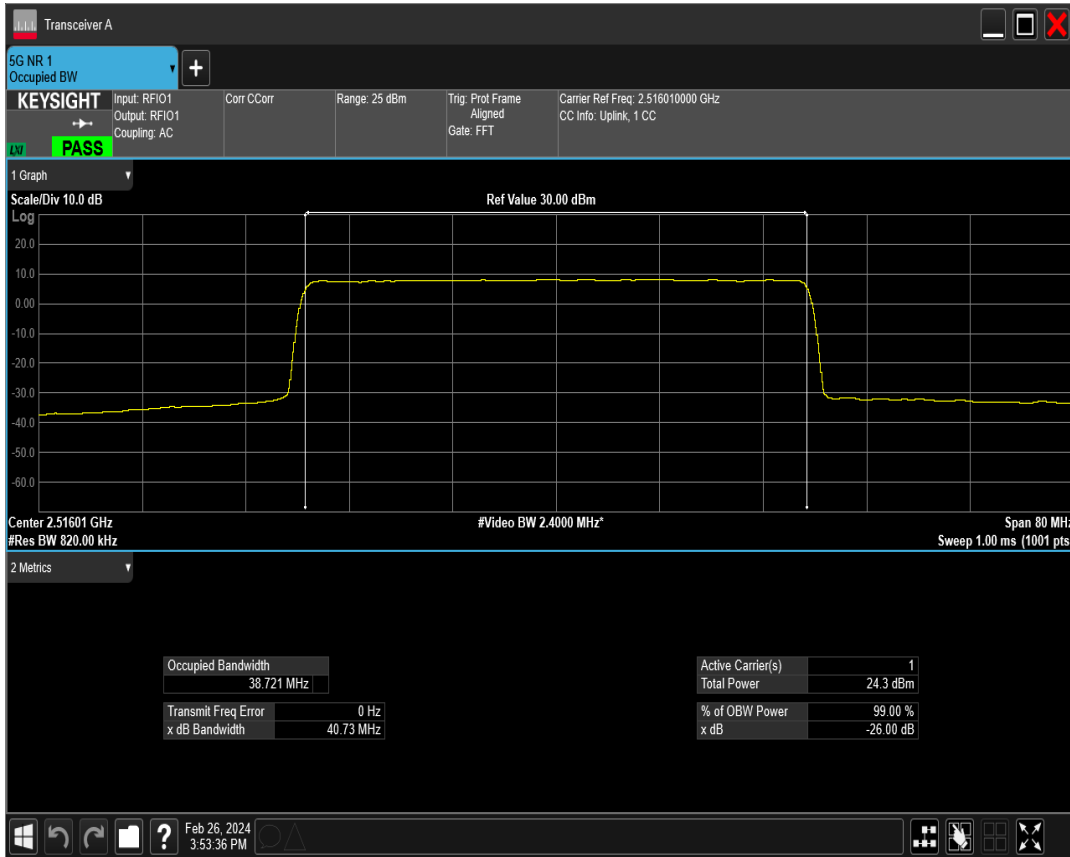 Transceiver A
5G NR 1
Occupied BW
+
KEYSIGHT
LXI
PASS
Input: RFIO1
Output: RFIO1
Coupling: AC
Corr CCorr
Range: 25 dBm
Trig: Prot Frame
Aligned
Gate: FFT
Carrier Ref Freq: 2.516010000 GHz
CC Info: Uplink, 1 CC
1 Graph
Scale/Div 10.0 dB
Ref Value 30.00 dBm
Log
20.0
10.0
0.00
-10.0
-20.0
-30.0
-40.0
-50.0
-60.0
Center 2.51601 GHz
#Video BW 2.4000 MHz*
Span 80 MHz
#Res BW 820.00 kHz
Sweep 1.00 ms (1001 pts
2 Metrics
Occupied Bandwidth
38.721 MHz
Transmit Freq Error 0 Hz
x dB Bandwidth 40.73 MHz
Active Carrier(s) 1
Total Power 24.3 dBm
% of OBW Power 99.00 %
x dB -26.00 dB
?
Feb 26, 2024
3:53:36 PM